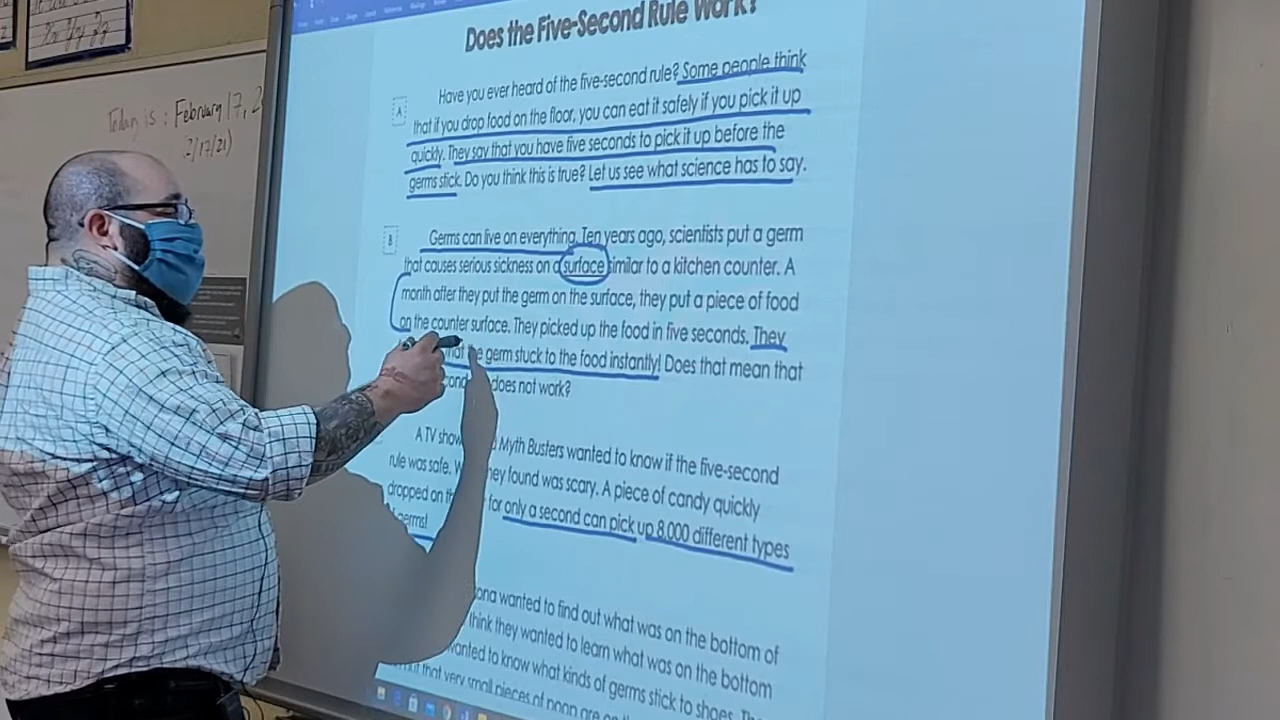 Today is: February 17, 2
(2/17/21)
Does the Five-Second Rule Work?
Have you ever heard of the five-second rule? Some people think
A
that if you drop food on the floor, you can eat it safely if you pick it up
quickly. They say that you have five seconds to pick it up before the
germs stick. Do you think this is true? Let us see what science has to say.
B
Germs can live on everything. Ten years ago, scientists put a germ
that causes serious sickness on a surface similar to a kitchen counter. A
month after they put the germ on the surface, they put a piece of food
on the counter surface. They picked up the food in five seconds. They
that the germ stuck to the food instantly! Does that mean that
does not work?
A TV show Myth Busters wanted to know if the five-second
rule was safe. they found was scary. A piece of candy quickly
dropped on for only a second can pick up 8,000 different types
germs!
wanted to find out what was on the bottom of
think they wanted to learn what was on the bottom
wanted to know what kinds of germs stick to shoes.
that very small pieces of poop are on